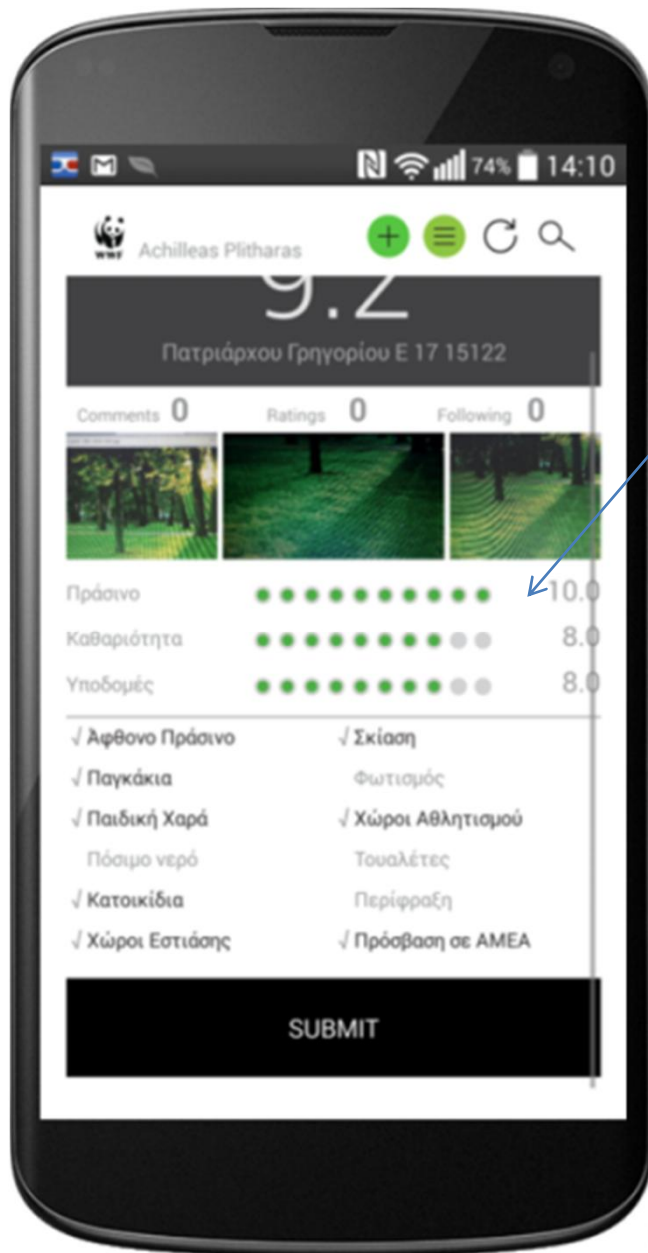 74% 14:10
WWF Achilleas Plitharas
9.2
Πατριάρχου Γρηγορίου Ε 17 15122
Comments 0 Ratings 0 Following 0
Πράσινο 10.0
Καθαριότητα 8.0
Υποδομές 8.0
√ Άφθονο Πράσινο √ Σκίαση
√ Παγκάκια Φωτισμός
√ Παιδική Χαρά √ Χώροι Αθλητισμού
Πόσιμο νερό Τουαλέτες
√ Κατοικίδια Περίφραξη
√ Χώροι Εστιάσης √ Πρόσβαση σε ΑΜΕΑ
SUBMIT